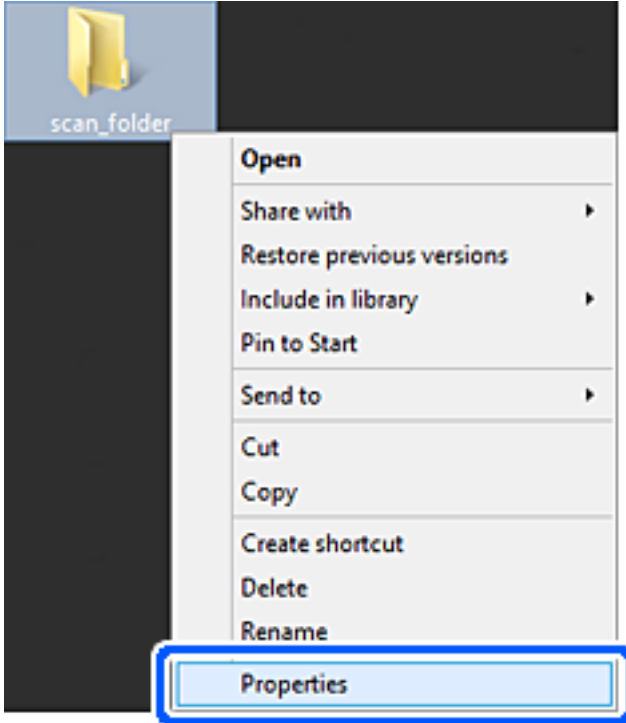 scan_folder
Open
Share with
Restore previous versions
Include in library
Pin to Start
Send to
Cut
Copy
Create shortcut
Delete
Rename
Properties